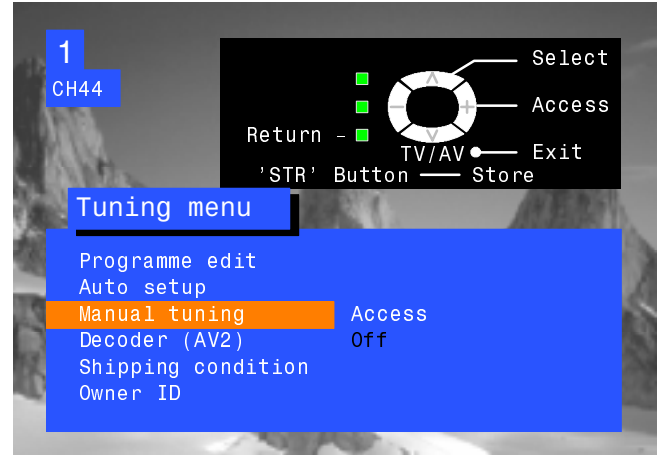 1
CH44
Select
Access
Return –
TV/AV
Exit
'STR' Button
Store
Tuning menu
Programme edit
Auto setup
Manual tuning Access
Decoder (AV2) Off
Shipping condition
Owner ID